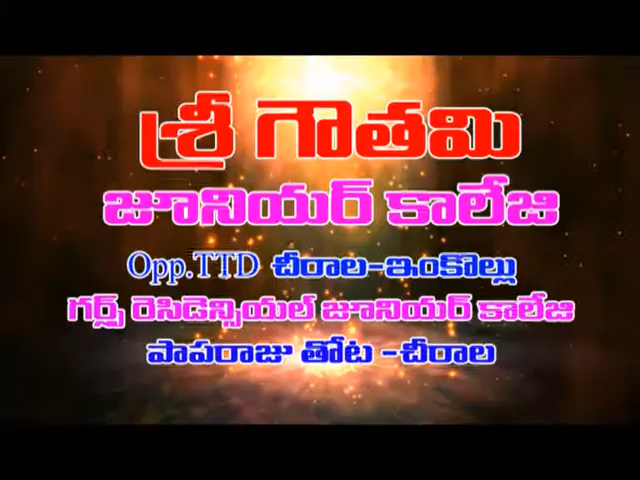 శ్రీ గౌతమి
జూనియర్ కాలేజి
Opp.TTD చీరాల-ఇంకొల్లు
గర్ల్స్ రెసిడెన్సియల్ జూనియర్ కాలేజి
పాపరాజు తోట -చీరాల